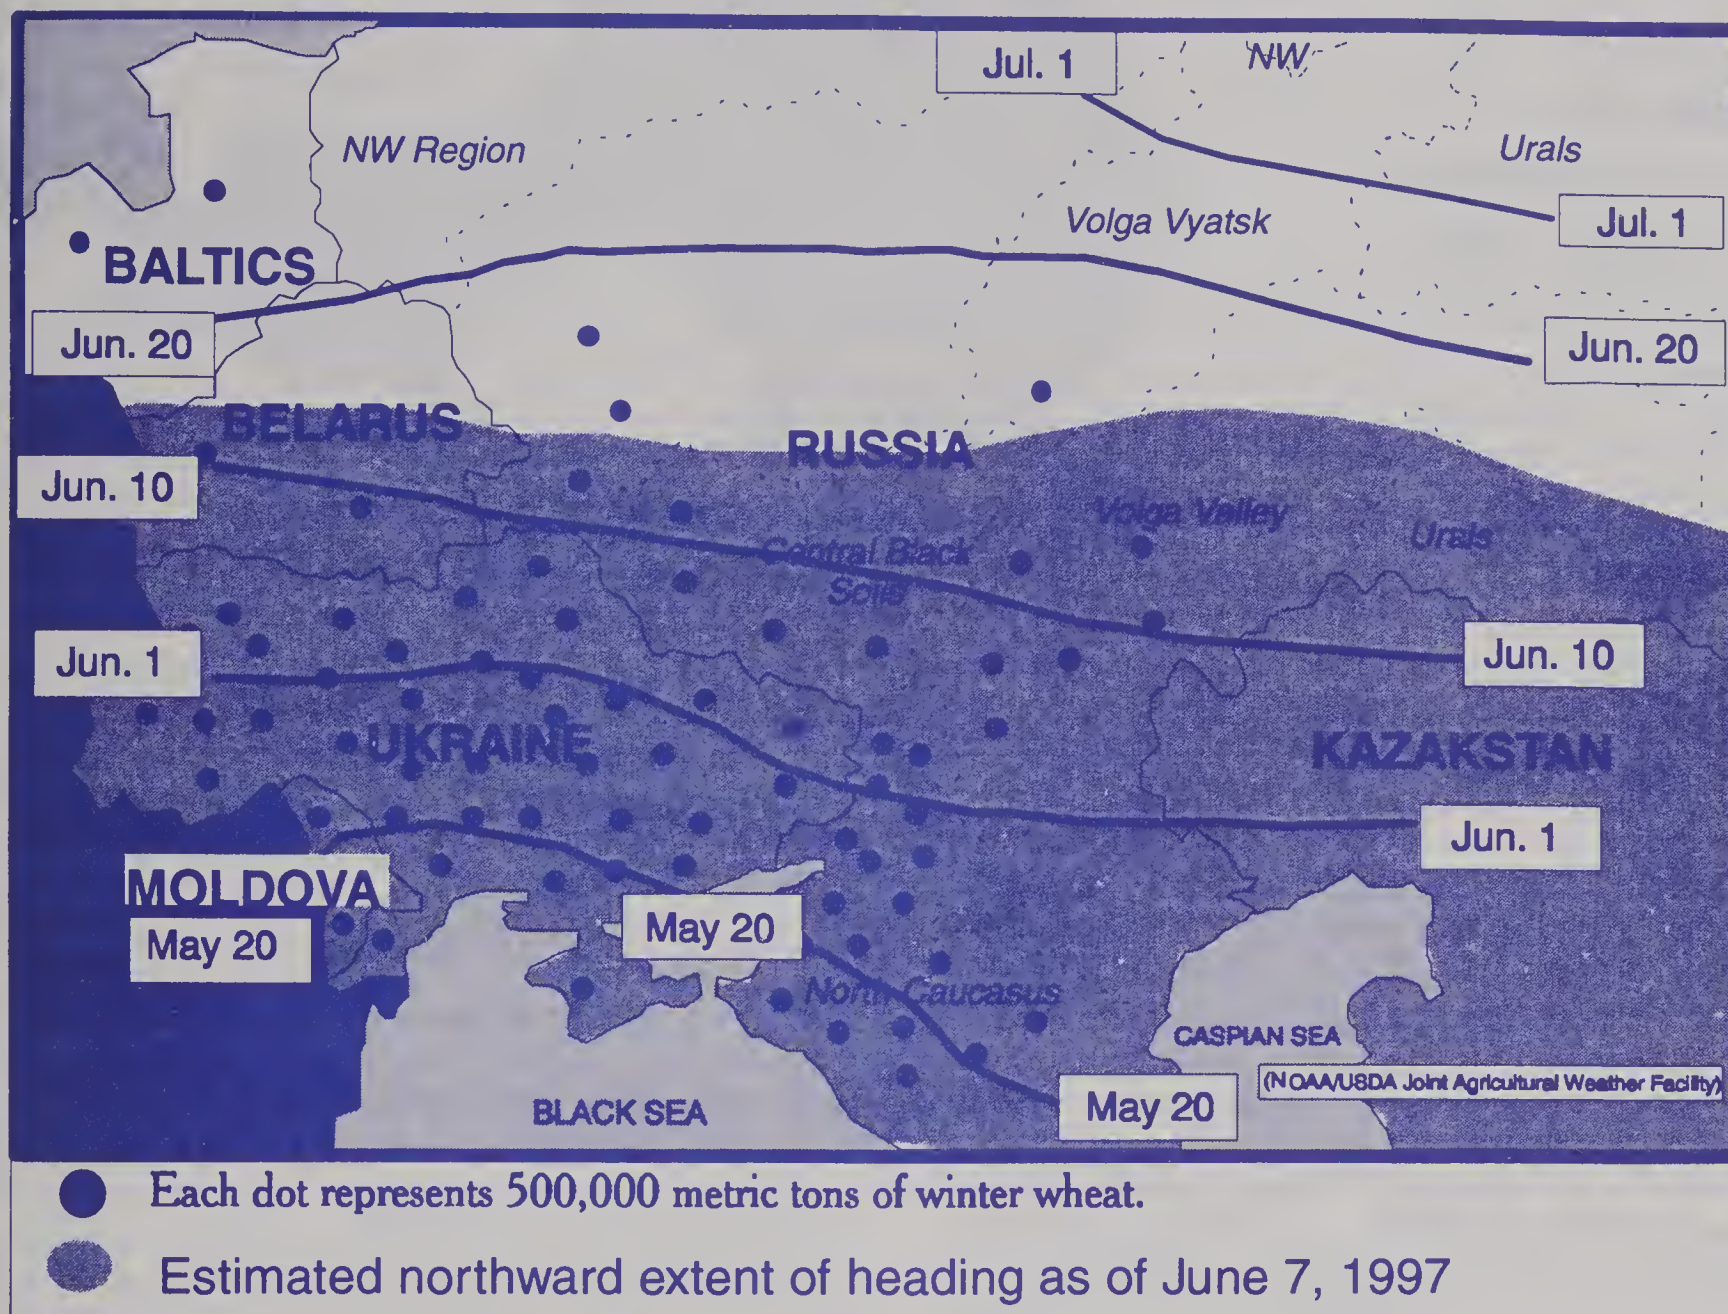 Jul. 1
NW
NW Region
Urals
Volga Vyatsk
Jul. 1
BALTICS
Jun. 20
Jun. 20
BELARUS
RUSSIA
Jun. 10
Volga Valley
Urals
Central Black
Soils
Jun. 1
Jun. 10
UKRAINE
KAZAKSTAN
Jun. 1
MOLDOVA
May 20
May 20
North Caucasus
CASPIAN SEA
(NOAA/USDA Joint Agricultural Weather Facility)
BLACK SEA
May 20
Each dot represents 500,000 metric tons of winter wheat.
Estimated northward extent of heading as of June 7, 1997